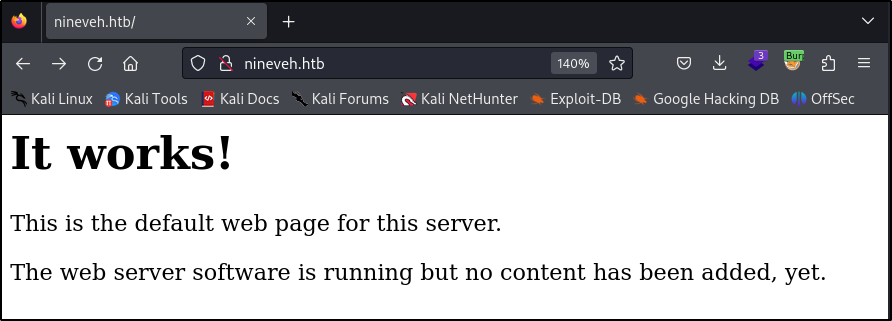 nineveh.htb/
nineveh.htb
140%
3
Kali Linux Kali Tools Kali Docs Kali Forums Kali NetHunter Exploit-DB Google Hacking DB OffSec
It works!
This is the default web page for this server.
The web server software is running but no content has been added, yet.